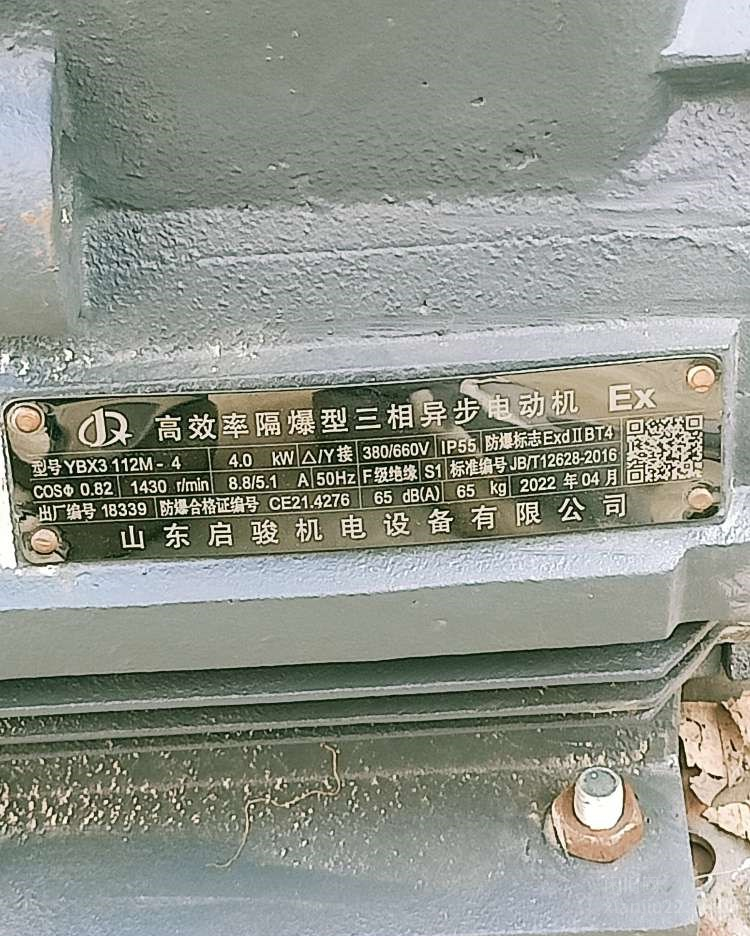 高效率隔爆型三相异步电动机 Ex
型号 YBX3 112M - 4 4.0 kW △/Y 接 380/660V IP55 防爆标志 ExdⅡBT4
COSΦ 0.82 1430 r/min 8.8/5.1 A 50Hz F级绝缘 S1 标准编号 JB/T12628-2016
出厂编号 18339 防爆合格证编号 CE21.4276 65 dB(A) 65 kg 2022 年 04 月
山东启骏机电设备有限公司